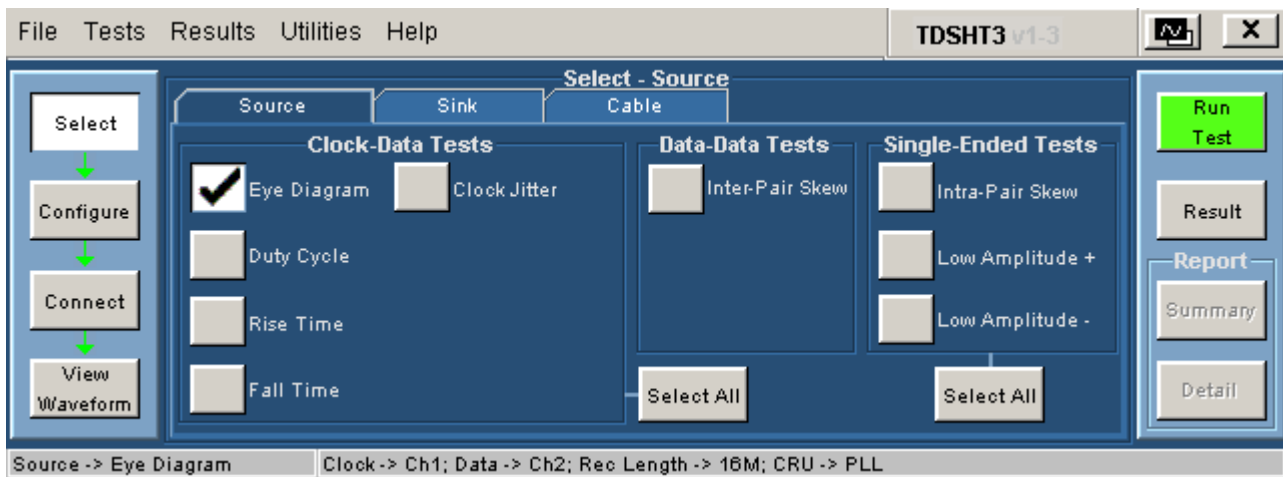 File Tests Results Utilities Help TDSHT3 v1-3
Select - Source
Select
Configure
Connect
View
Waveform
Source Sink Cable
Clock-Data Tests
Eye Diagram Clock Jitter
Duty Cycle
Rise Time
Fall Time
Data-Data Tests
Inter-Pair Skew
Select All
Single-Ended Tests
Intra-Pair Skew
Low Amplitude +
Low Amplitude -
Select All
Run
Test
Result
Report
Summary
Detail
Source -> Eye Diagram Clock -> Ch1; Data -> Ch2; Rec Length -> 16M; CRU -> PLL